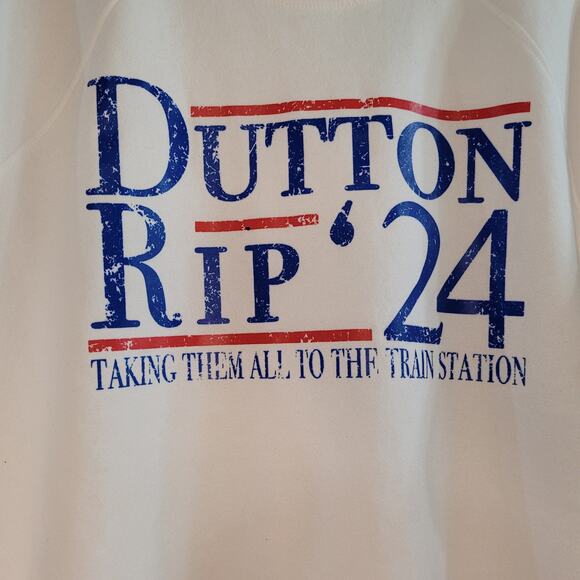 DUTTON
RIP '24
TAKING THEM ALL TO THE TRAIN STATION